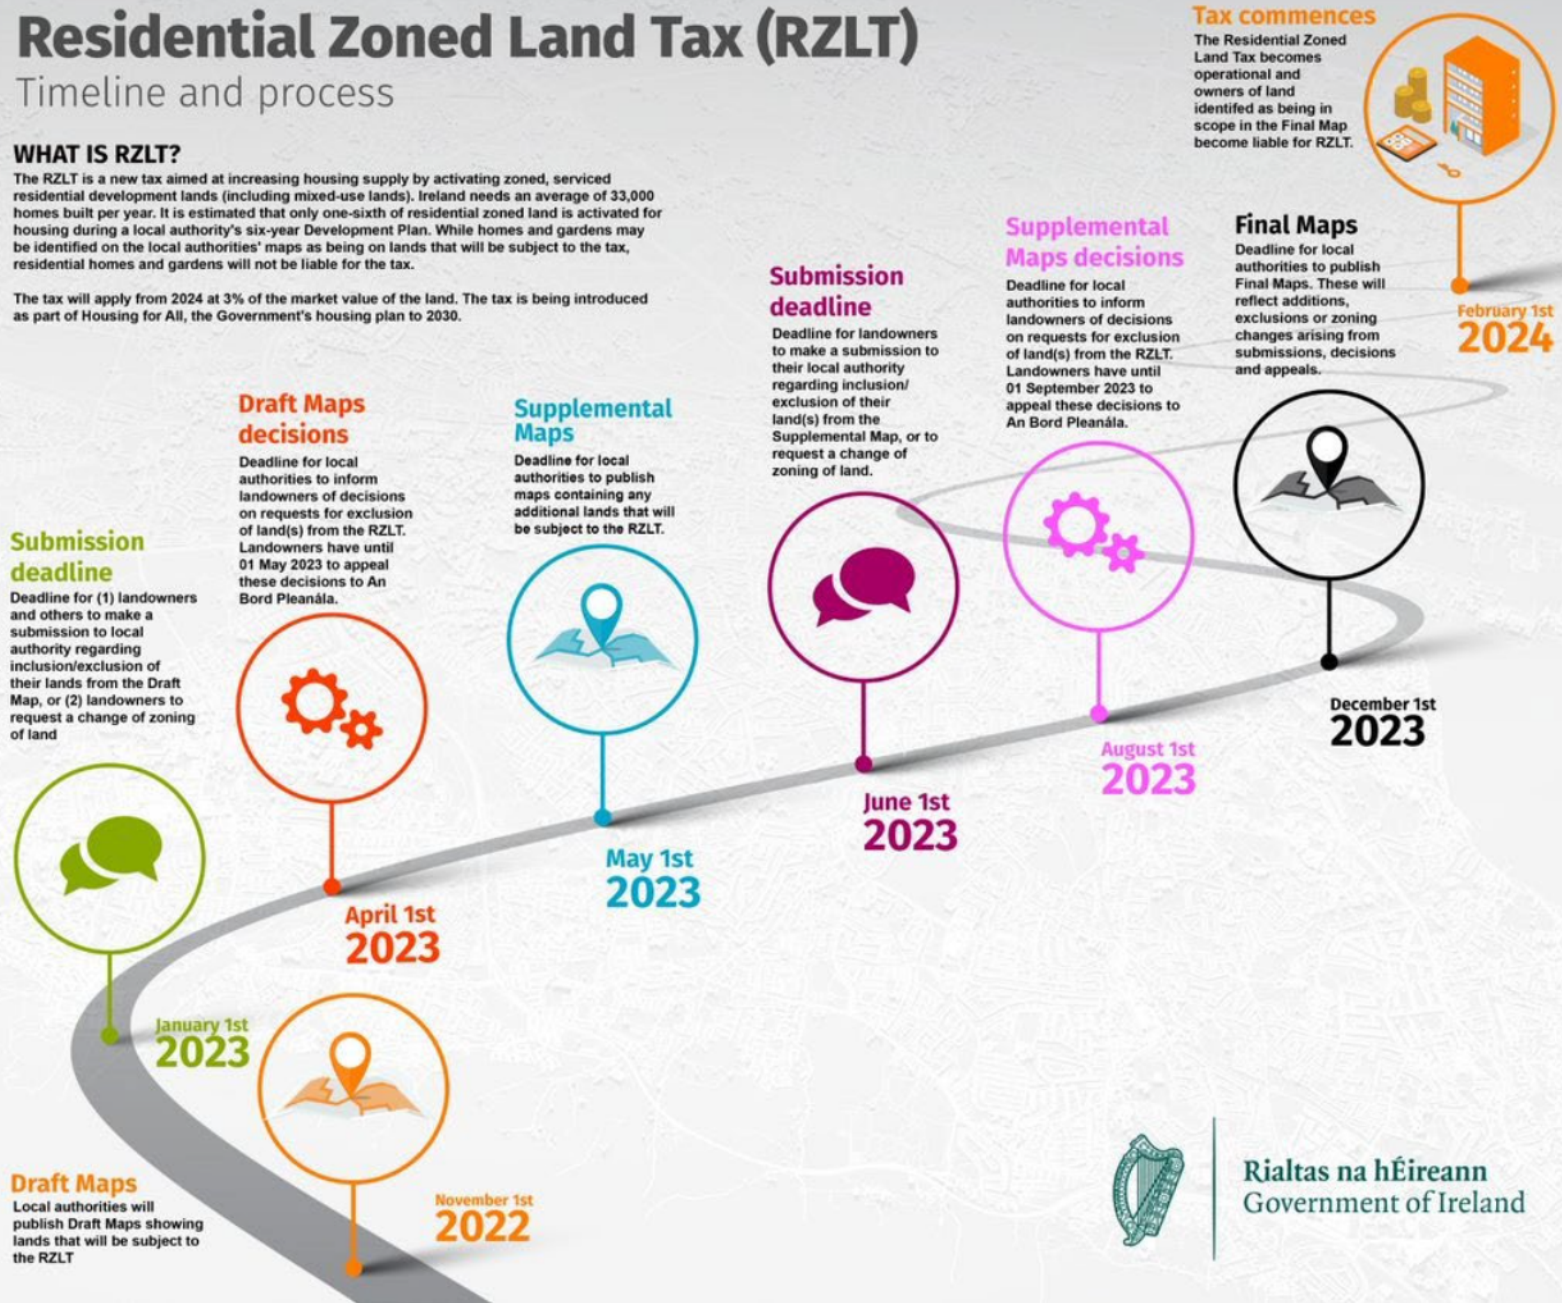 Residential Zoned Land Tax (RZLT)
Timeline and process
WHAT IS RZLT?
The RZLT is a new tax aimed at increasing housing supply by activating zoned, serviced
residential development lands (including mixed-use lands). Ireland needs an average of 33,000
homes built per year. It is estimated that only one-sixth of residential zoned land is activated for
housing during a local authority's six-year Development Plan. While homes and gardens may
be identified on the local authorities' maps as being on lands that will be subject to the tax,
residential homes and gardens will not be liable for the tax.
The tax will apply from 2024 at 3% of the market value of the land. The tax is being introduced
as part of Housing for All, the Government's housing plan to 2030.
Draft Maps
Local authorities will
publish Draft Maps showing
lands that will be subject to
the RZLT
November 1st
2022
Submission
deadline
Deadline for (1) landowners
and others to make a
submission to local
authority regarding
inclusion/exclusion of
their lands from the Draft
Map, or (2) landowners to
request a change of zoning
of land
January 1st
2023
Draft Maps
decisions
Deadline for local
authorities to inform
landowners of decisions
on requests for exclusion
of land(s) from the RZLT.
Landowners have until
01 May 2023 to appeal
these decisions to An
Bord Pleanála.
April 1st
2023
Supplemental
Maps
Deadline for local
authorities to publish
maps containing any
additional lands that will
be subject to the RZLT.
May 1st
2023
Submission
deadline
Deadline for landowners
to make a submission to
their local authority
regarding inclusion/
exclusion of their
land(s) from the
Supplemental Map, or to
request a change of
zoning of land.
June 1st
2023
Supplemental
Maps decisions
Deadline for local
authorities to inform
landowners of decisions
on requests for exclusion
of land(s) from the RZLT.
Landowners have until
01 September 2023 to
appeal these decisions to
An Bord Pleanála.
August 1st
2023
Final Maps
Deadline for local
authorities to publish
Final Maps. These will
reflect additions,
exclusions or zoning
changes arising from
submissions, decisions
and appeals.
December 1st
2023
Tax commences
The Residential Zoned
Land Tax becomes
operational and
owners of land
identifed as being in
scope in the Final Map
become liable for RZLT.
February 1st
2024
Rialtas na hÉireann
Government of Ireland